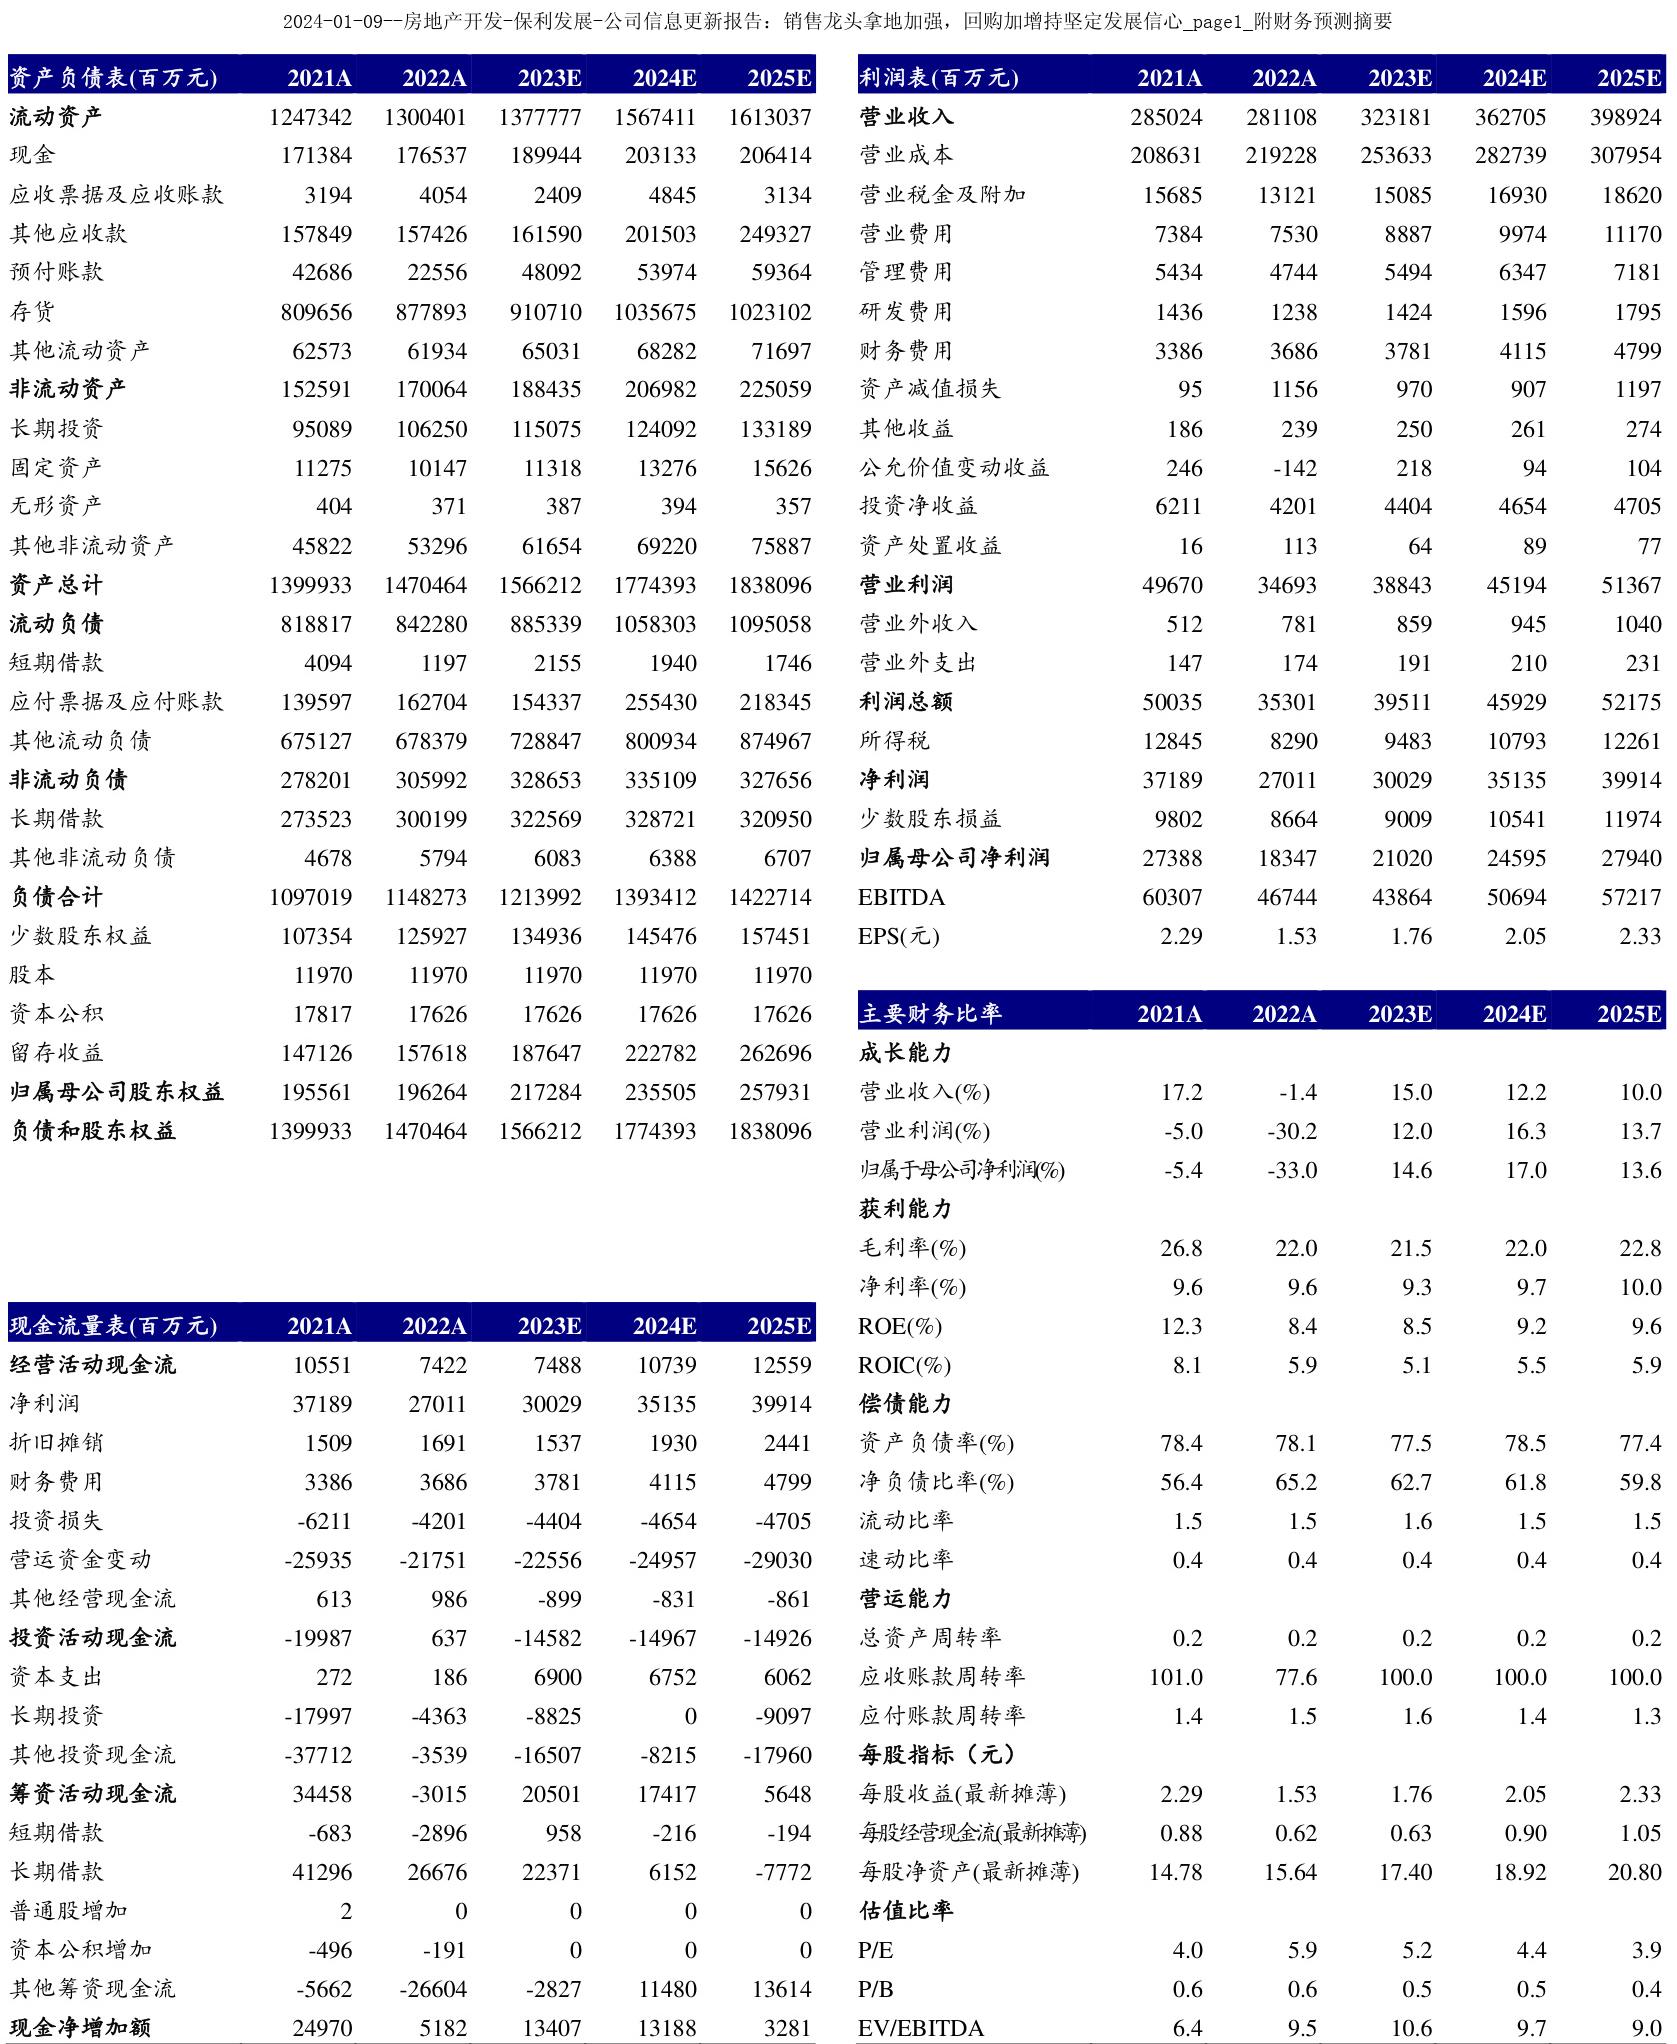 2024-01-09--房地产开发-保利发展-公司信息更新报告：销售龙头拿地加强，回购加增持坚定发展信心_page1_附财务预测摘要
资产负债表(百万元) 2021A 2022A 2023E 2024E 2025E
流动资产 1247342 1300401 1377777 1567411 1613037
现金 171384 176537 189944 203133 206414
应收票据及应收账款 3194 4054 2409 4845 3134
其他应收款 157849 157426 161590 201503 249327
预付账款 42686 22556 48092 53974 59364
存货 809656 877893 910710 1035675 1023102
其他流动资产 62573 61934 65031 68282 71697
非流动资产 152591 170064 188435 206982 225059
长期投资 95089 106250 115075 124092 133189
固定资产 11275 10147 11318 13276 15626
无形资产 404 371 387 394 357
其他非流动资产 45822 53296 61654 69220 75887
资产总计 1399933 1470464 1566212 1774393 1838096
流动负债 818817 842280 885339 1058303 1095058
短期借款 4094 1197 2155 1940 1746
应付票据及应付账款 139597 162704 154337 255430 218345
其他流动负债 675127 678379 728847 800934 874967
非流动负债 278201 305992 328653 335109 327656
长期借款 273523 300199 322569 328721 320950
其他非流动负债 4678 5794 6083 6388 6707
负债合计 1097019 1148273 1213992 1393412 1422714
少数股东权益 107354 125927 134936 145476 157451
股本 11970 11970 11970 11970 11970
资本公积 17817 17626 17626 17626 17626
留存收益 147126 157618 187647 222782 262696
归属母公司股东权益 195561 196264 217284 235505 257931
负债和股东权益 1399933 1470464 1566212 1774393 1838096
现金流量表(百万元) 2021A 2022A 2023E 2024E 2025E
经营活动现金流 10551 7422 7488 10739 12559
净利润 37189 27011 30029 35135 39914
折旧摊销 1509 1691 1537 1930 2441
财务费用 3386 3686 3781 4115 4799
投资损失 -6211 -4201 -4404 -4654 -4705
营运资金变动 -25935 -21751 -22556 -24957 -29030
其他经营现金流 613 986 -899 -831 -861
投资活动现金流 -19987 637 -14582 -14967 -14926
资本支出 272 186 6900 6752 6062
长期投资 -17997 -4363 -8825 0 -9097
其他投资现金流 -37712 -3539 -16507 -8215 -17960
筹资活动现金流 34458 -3015 20501 17417 5648
短期借款 -683 -2896 958 -216 -194
长期借款 41296 26676 22371 6152 -7772
普通股增加 2 0 0 0 0
资本公积增加 -496 -191 0 0 0
其他筹资现金流 -5662 -26604 -2827 11480 13614
现金净增加额 24970 5182 13407 13188 3281
利润表(百万元) 2021A 2022A 2023E 2024E 2025E
营业收入 285024 281108 323181 362705 398924
营业成本 208631 219228 253633 282739 307954
营业税金及附加 15685 13121 15085 16930 18620
营业费用 7384 7530 8887 9974 11170
管理费用 5434 4744 5494 6347 7181
研发费用 1436 1238 1424 1596 1795
财务费用 3386 3686 3781 4115 4799
资产减值损失 95 1156 970 907 1197
其他收益 186 239 250 261 274
公允价值变动收益 246 -142 218 94 104
投资净收益 6211 4201 4404 4654 4705
资产处置收益 16 113 64 89 77
营业利润 49670 34693 38843 45194 51367
营业外收入 512 781 859 945 1040
营业外支出 147 174 191 210 231
利润总额 50035 35301 39511 45929 52175
所得税 12845 8290 9483 10793 12261
净利润 37189 27011 30029 35135 39914
少数股东损益 9802 8664 9009 10541 11974
归属母公司净利润 27388 18347 21020 24595 27940
EBITDA 60307 46744 43864 50694 57217
EPS(元) 2.29 1.53 1.76 2.05 2.33
主要财务比率 2021A 2022A 2023E 2024E 2025E
成长能力
营业收入(%) 17.2 -1.4 15.0 12.2 10.0
营业利润(%) -5.0 -30.2 12.0 16.3 13.7
归属于母公司净利润(%) -5.4 -33.0 14.6 17.0 13.6
获利能力
毛利率(%) 26.8 22.0 21.5 22.0 22.8
净利率(%) 9.6 9.6 9.3 9.7 10.0
ROE(%) 12.3 8.4 8.5 9.2 9.6
ROIC(%) 8.1 5.9 5.1 5.5 5.9
偿债能力
资产负债率(%) 78.4 78.1 77.5 78.5 77.4
净负债比率(%) 56.4 65.2 62.7 61.8 59.8
流动比率 1.5 1.5 1.6 1.5 1.5
速动比率 0.4 0.4 0.4 0.4 0.4
营运能力
总资产周转率 0.2 0.2 0.2 0.2 0.2
应收账款周转率 101.0 77.6 100.0 100.0 100.0
应付账款周转率 1.4 1.5 1.6 1.4 1.3
每股指标（元）
每股收益(最新摊薄) 2.29 1.53 1.76 2.05 2.33
每股经营现金流(最新摊薄) 0.88 0.62 0.63 0.90 1.05
每股净资产(最新摊薄) 14.78 15.64 17.40 18.92 20.80
估值比率
P/E 4.0 5.9 5.2 4.4 3.9
P/B 0.6 0.6 0.5 0.5 0.4
EV/EBITDA 6.4 9.5 10.6 9.7 9.0